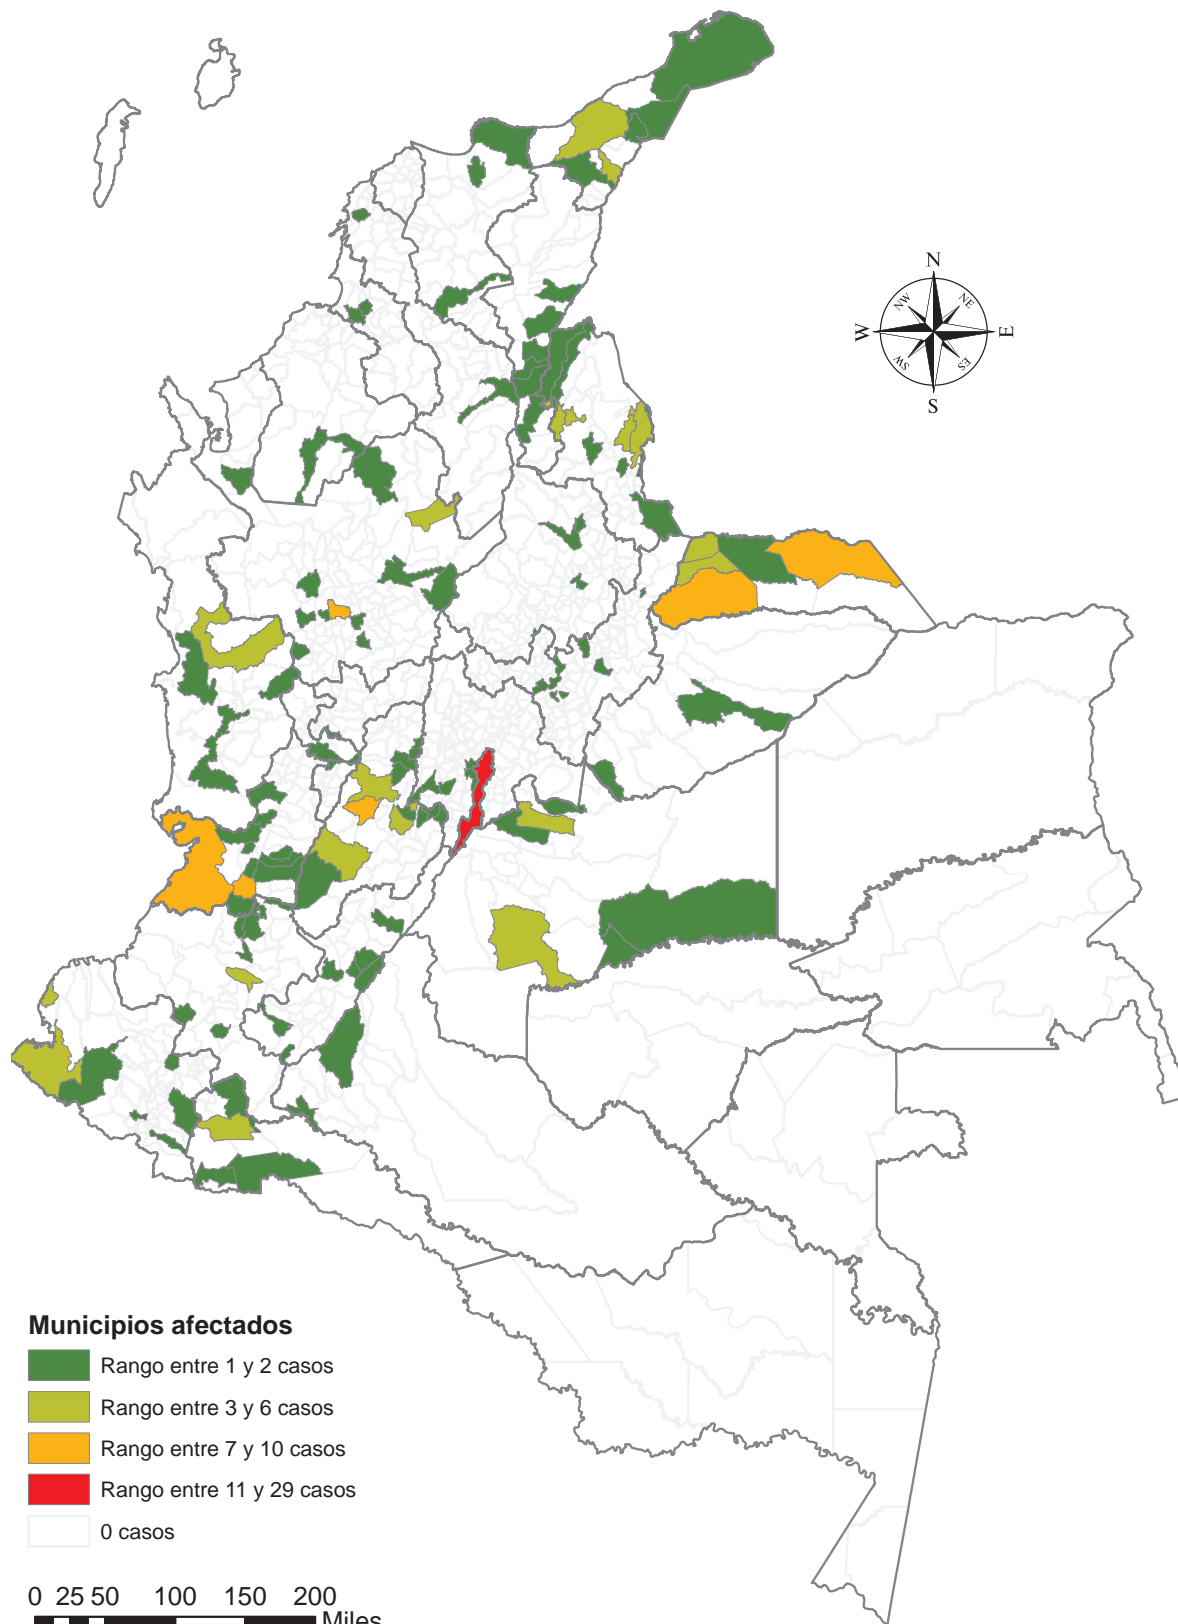 N
NW
NE
W
E
SW
ES
S
Municipios afectados
Rango entre 1 y 2 casos
Rango entre 3 y 6 casos
Rango entre 7 y 10 casos
Rango entre 11 y 29 casos
0 casos
0 25 50 100 150 200
Miles